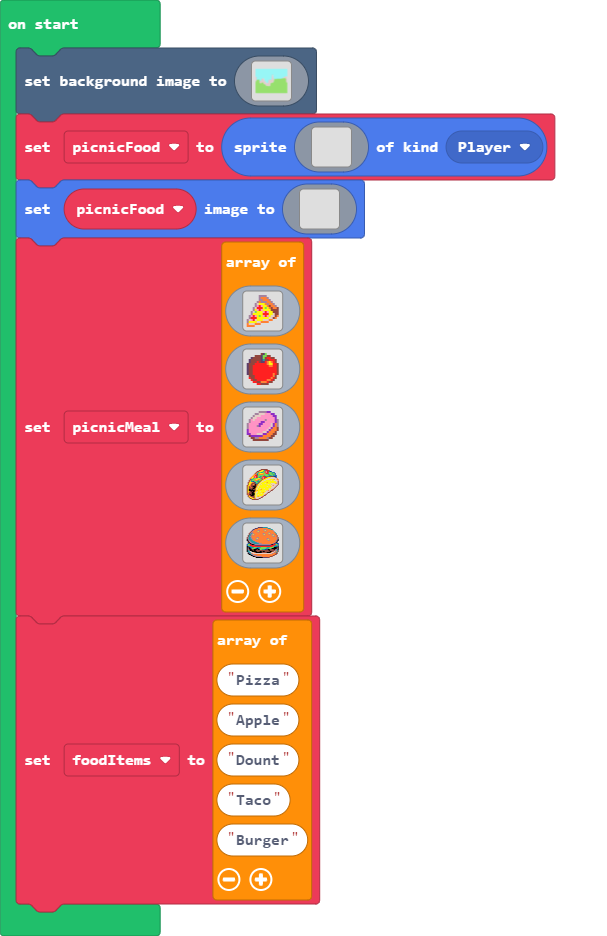 on start
set background image to
set picnicFood to sprite of kind Player
set picnicFood image to
array of
set picnicMeal to
array of
"Pizza"
"Apple"
"Dount"
set foodItems to
"Taco"
"Burger"